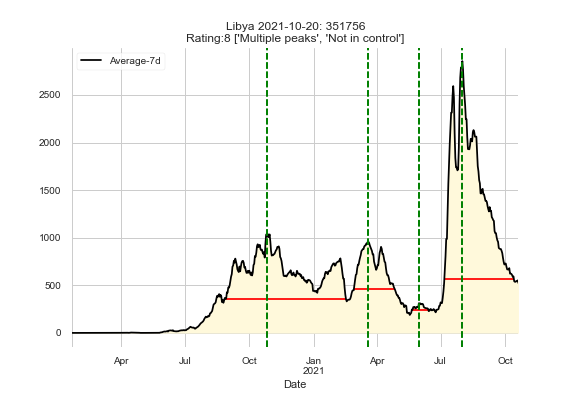 Libya 2021-10-20: 351756
Rating:8 ['Multiple peaks', 'Not in control']
Average-7d
2500
2000
1500
1000
500
0
Apr Jul Oct Jan Apr Jul Oct
2021
Date